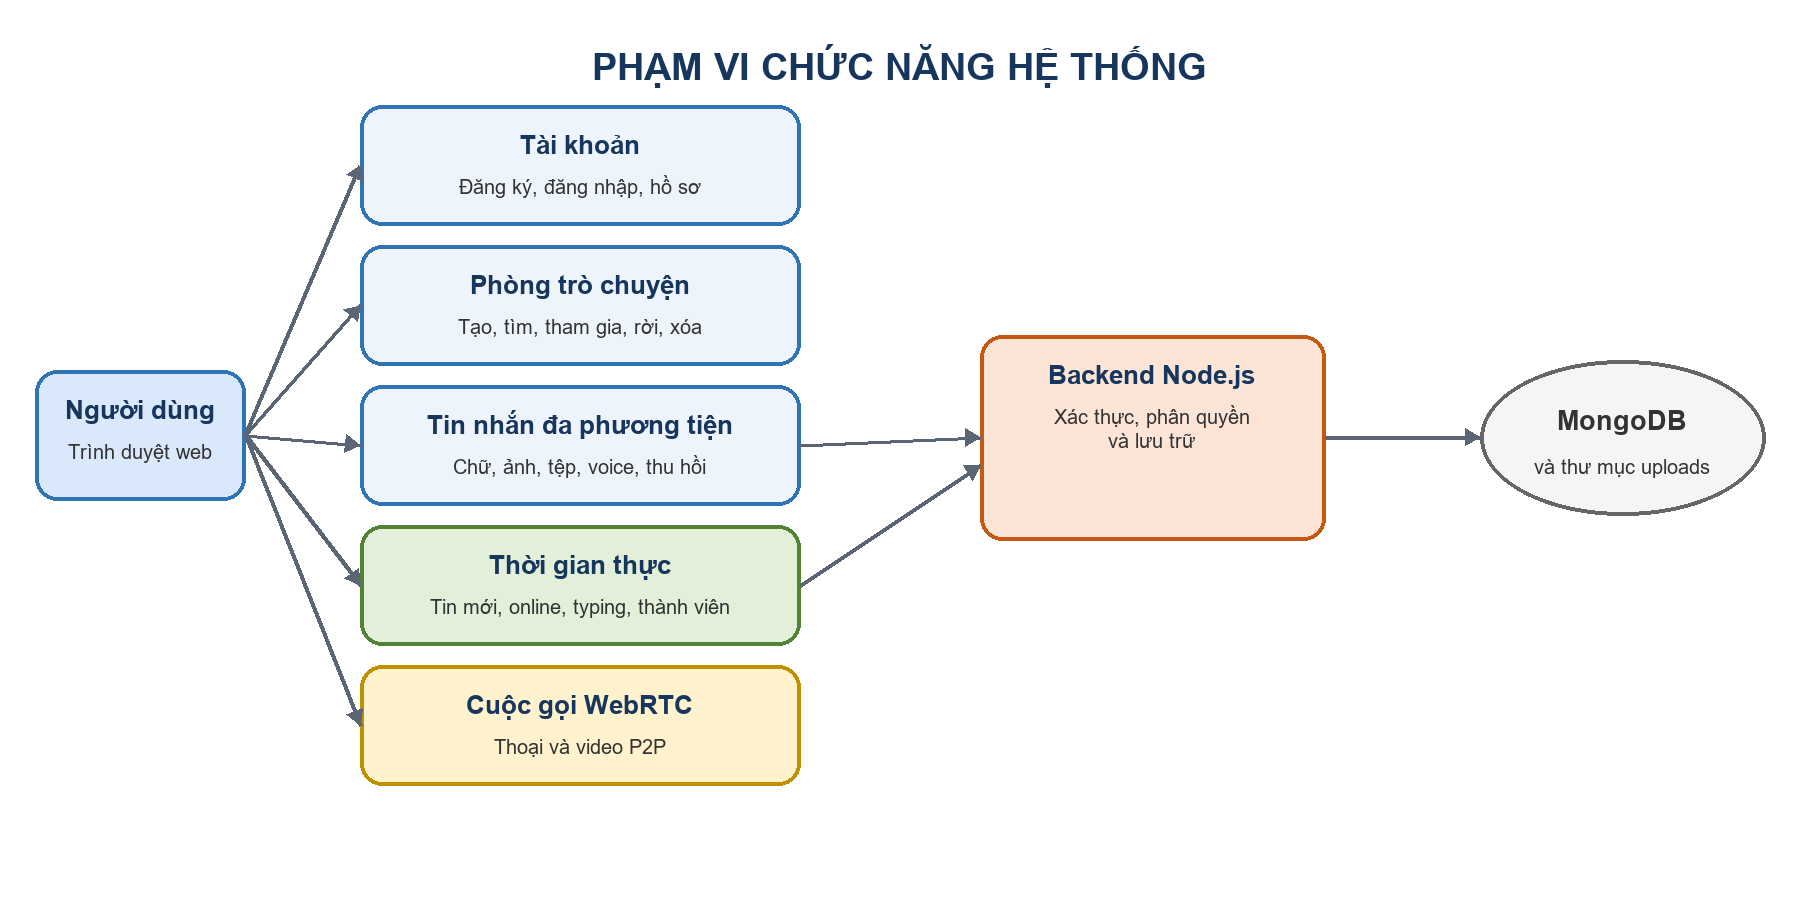 PHẠM VI CHỨC NĂNG HỆ THỐNG
Tài khoản
Đăng ký, đăng nhập, hồ sơ
Phòng trò chuyện
Tạo, tìm, tham gia, rời, xóa
Người dùng
Trình duyệt web
Tin nhắn đa phương tiện
Chữ, ảnh, tệp, voice, thu hồi
Thời gian thực
Tin mới, online, typing, thành viên
Cuộc gọi WebRTC
Thoại và video P2P
Backend Node.js
Xác thực, phân quyền
và lưu trữ
MongoDB
và thư mục uploads